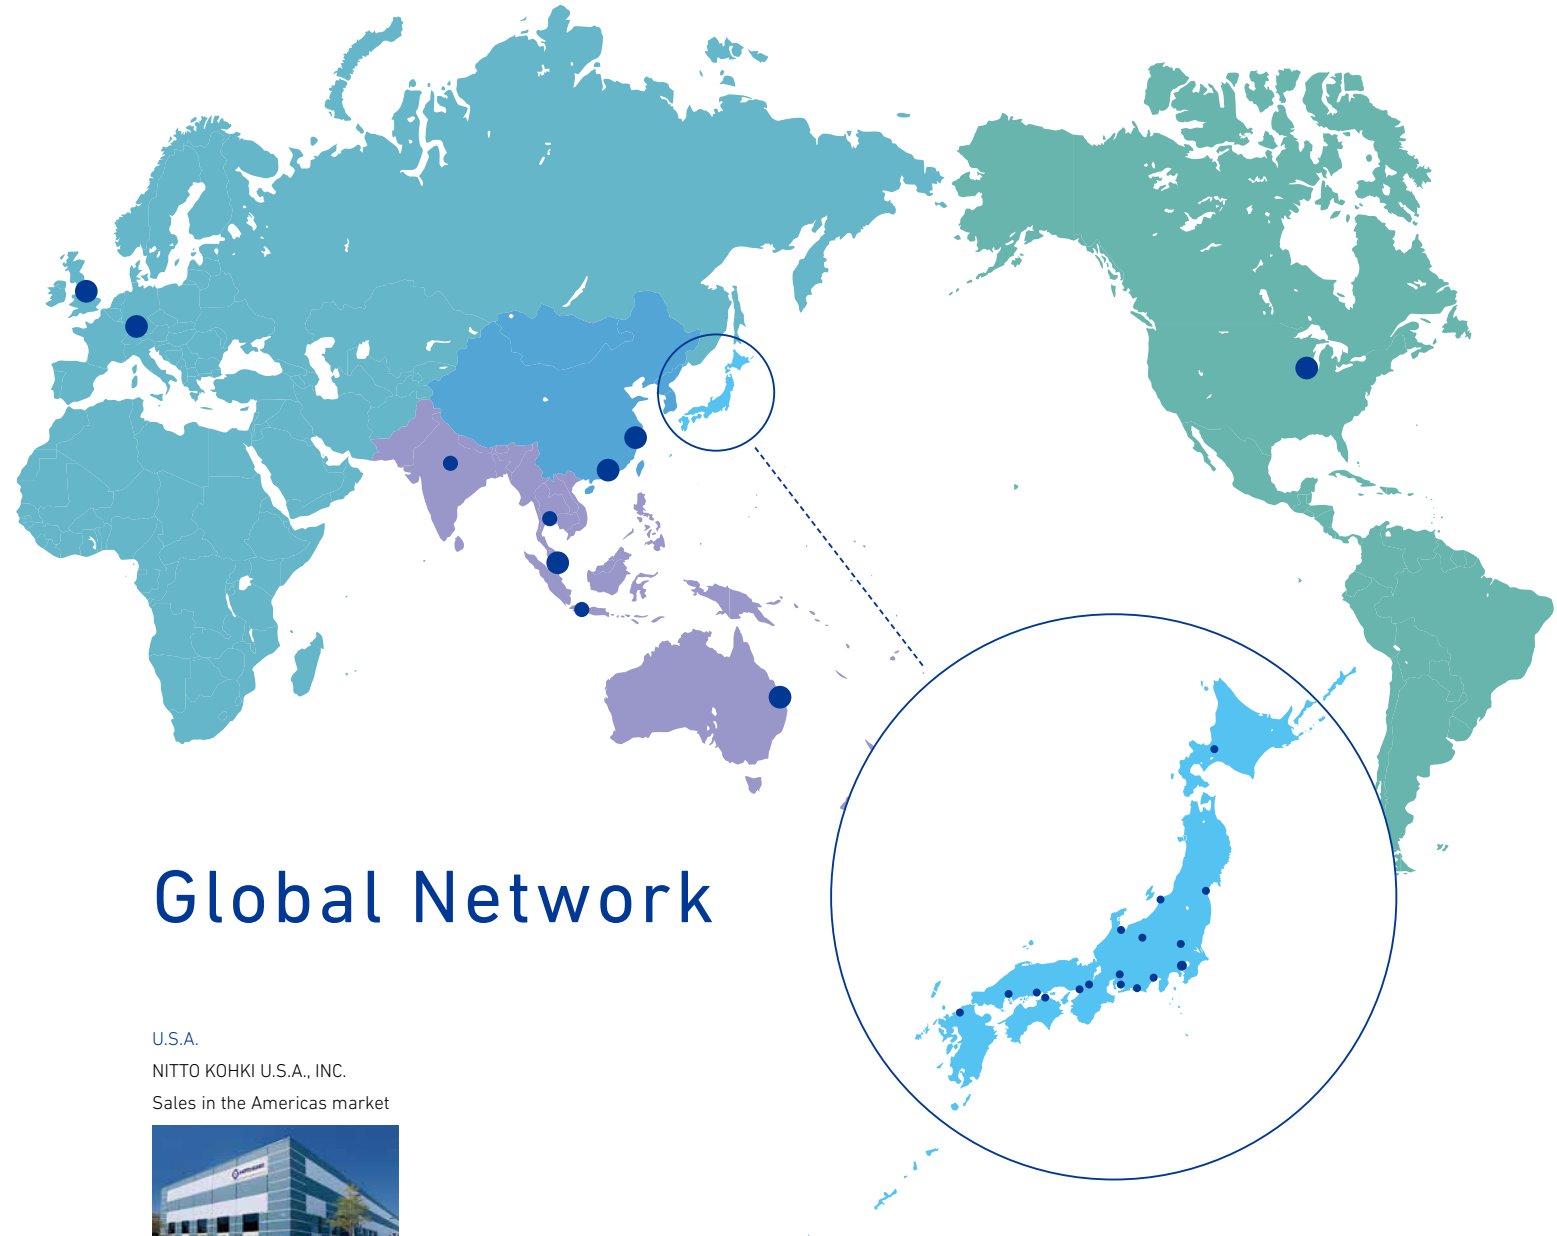 Global Network
U.S.A.
NITTO KOHKI U.S.A., INC.
Sales in the Americas market